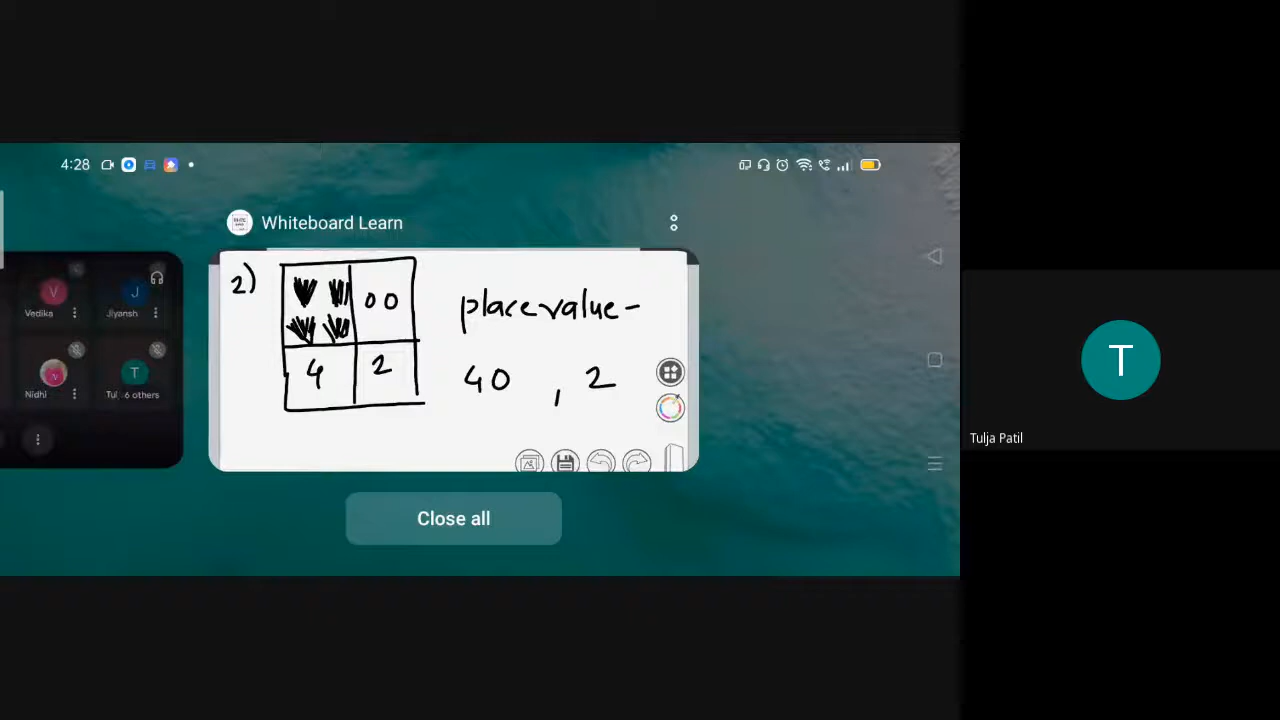 4:28
Whiteboard Learn
2)
00
placevalue-
4 2
40 , 2
Vedika
Jiyansh
Nidhi
T
Tul 6 others
V
J
Close all
T
Tulja Patil